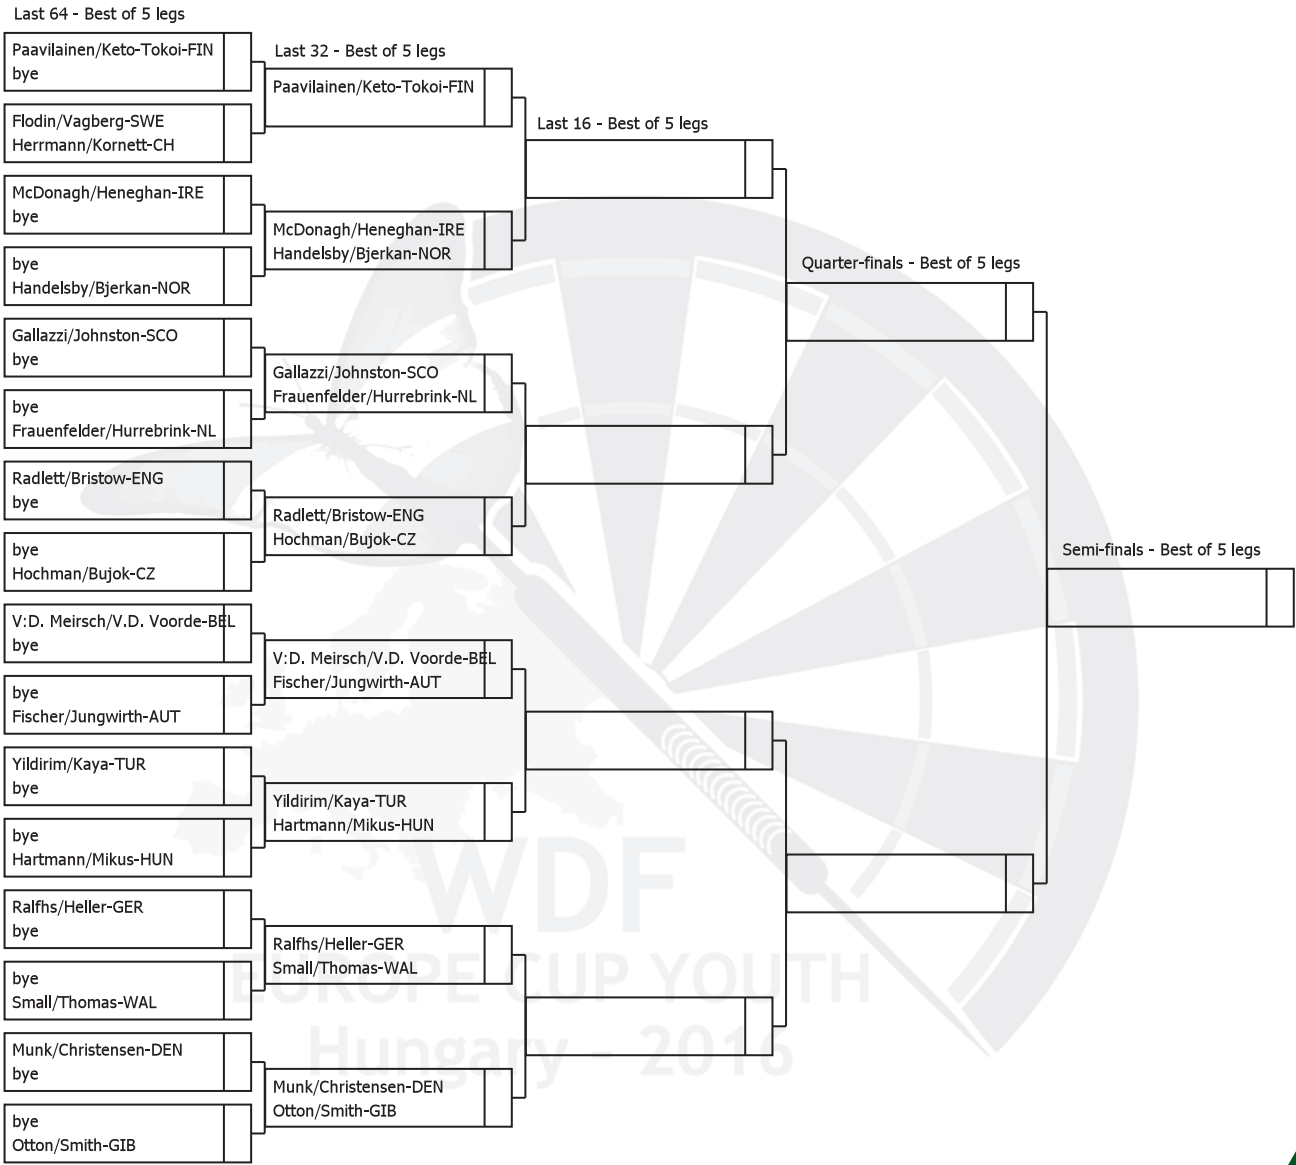 Last 64 - Best of 5 legs
Paavilainen/Keto-Tokoi-FIN
bye
Flodin/Vagberg-SWE
Herrmann/Kornett-CH
McDonagh/Heneghan-IRE
bye
bye
Handelsby/Bjerkan-NOR
Gallazzi/Johnston-SCO
bye
bye
Frauenfelder/Hurrebrink-NL
Radlett/Bristow-ENG
bye
bye
Hochman/Bujok-CZ
V:D. Meirsch/V.D. Voorde-BEL
bye
bye
Fischer/Jungwirth-AUT
Yildirim/Kaya-TUR
bye
bye
Hartmann/Mikus-HUN
Ralfhs/Heller-GER
bye
bye
Small/Thomas-WAL
Munk/Christensen-DEN
bye
bye
Otton/Smith-GIB
Last 32 - Best of 5 legs
Paavilainen/Keto-Tokoi-FIN
McDonagh/Heneghan-IRE
Handelsby/Bjerkan-NOR
Gallazzi/Johnston-SCO
Frauenfelder/Hurrebrink-NL
Radlett/Bristow-ENG
Hochman/Bujok-CZ
V:D. Meirsch/V.D. Voorde-BEL
Fischer/Jungwirth-AUT
Yildirim/Kaya-TUR
Hartmann/Mikus-HUN
Ralfhs/Heller-GER
Small/Thomas-WAL
Munk/Christensen-DEN
Otton/Smith-GIB
Last 16 - Best of 5 legs
Quarter-finals - Best of 5 legs
Semi-finals - Best of 5 legs
WDF
EUROPE CUP YOUTH
Hungary - 2016